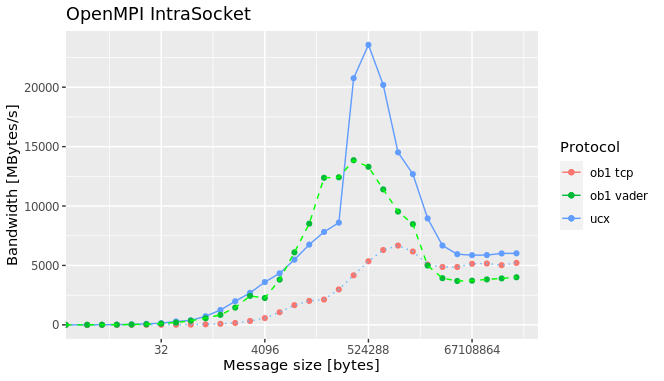 OpenMPI IntraSocket
Bandwidth [MBytes/s]
20000
15000
10000
5000
0
32
4096
524288
67108864
Message size [bytes]
Protocol
ob1 tcp
ob1 vader
ucx